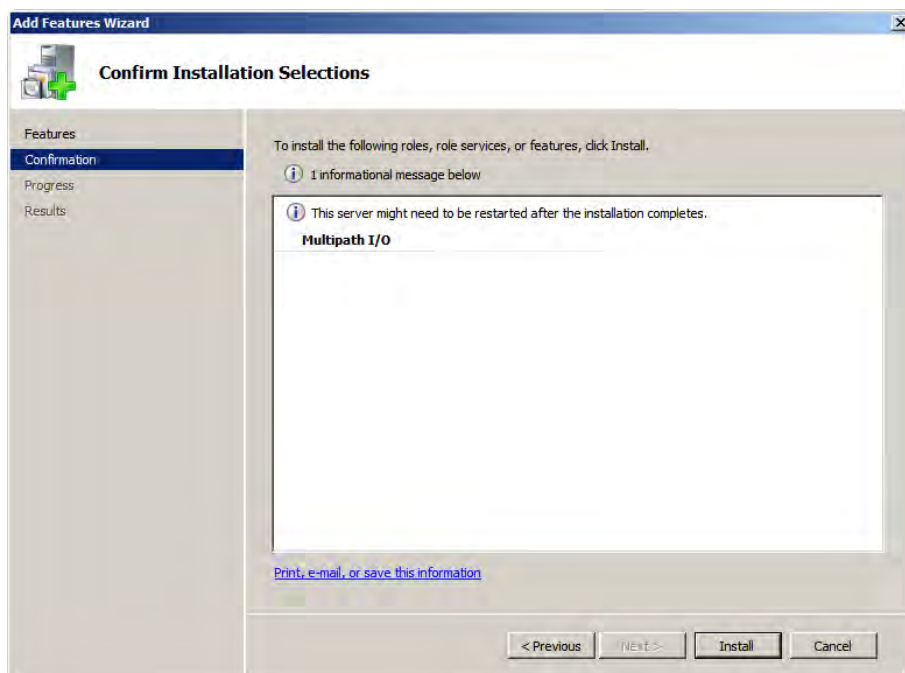 Add Features Wizard
Confirm Installation Selections
Features
Confirmation
Progress
Results
To install the following roles, role services, or features, click Install.
1 informational message below
This server might need to be restarted after the installation completes.
Multipath I/O
Print, e-mail, or save this information
< Previous
Next >
Install
Cancel